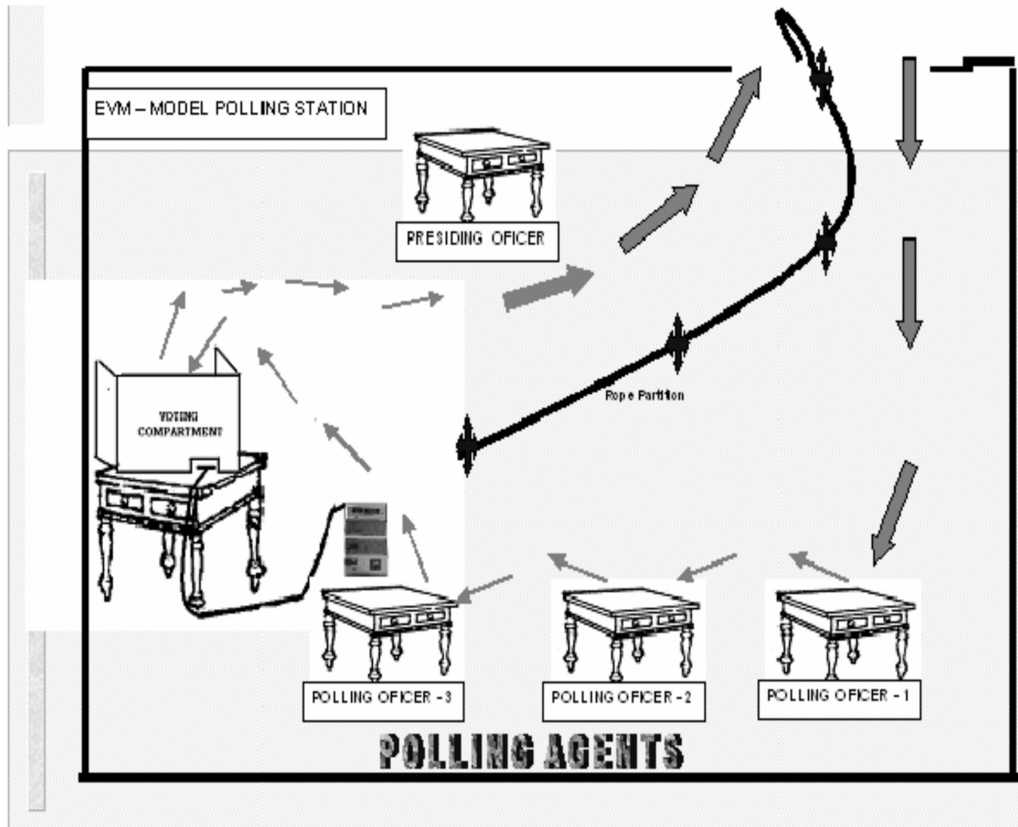 EVM – MODEL POLLING STATION
PRESIDING OFICER
VOTING
COMPARTMENT
Rope Partition
POLLING OFICER – 3
POLLING OFICER – 2
POLLING OFICER – 1
POLLING AGENTS